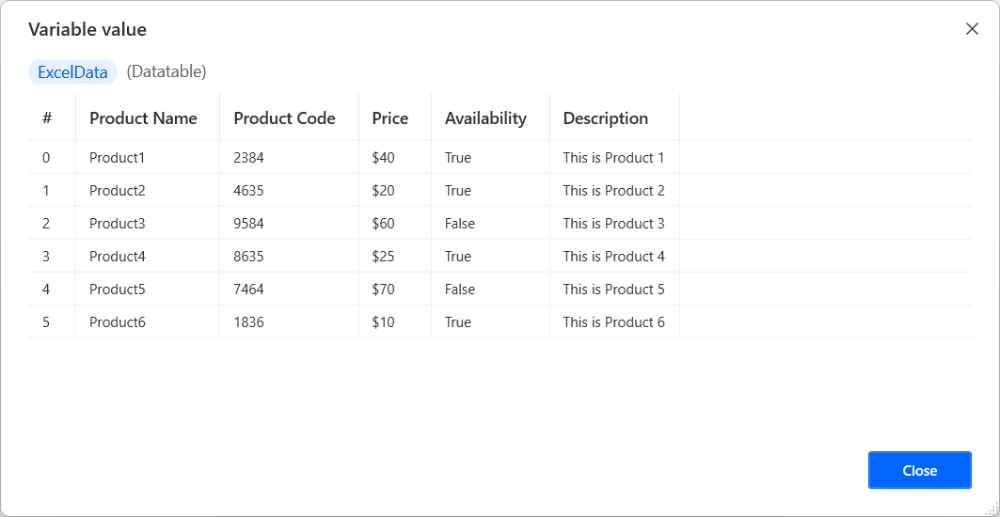 Variable value
ExcelData (Datatable)
# Product Name Product Code Price Availability Description
0 Product1 2384 $40 True This is Product 1
1 Product2 4635 $20 True This is Product 2
2 Product3 9584 $60 False This is Product 3
3 Product4 8635 $25 True This is Product 4
4 Product5 7464 $70 False This is Product 5
5 Product6 1836 $10 True This is Product 6
Close